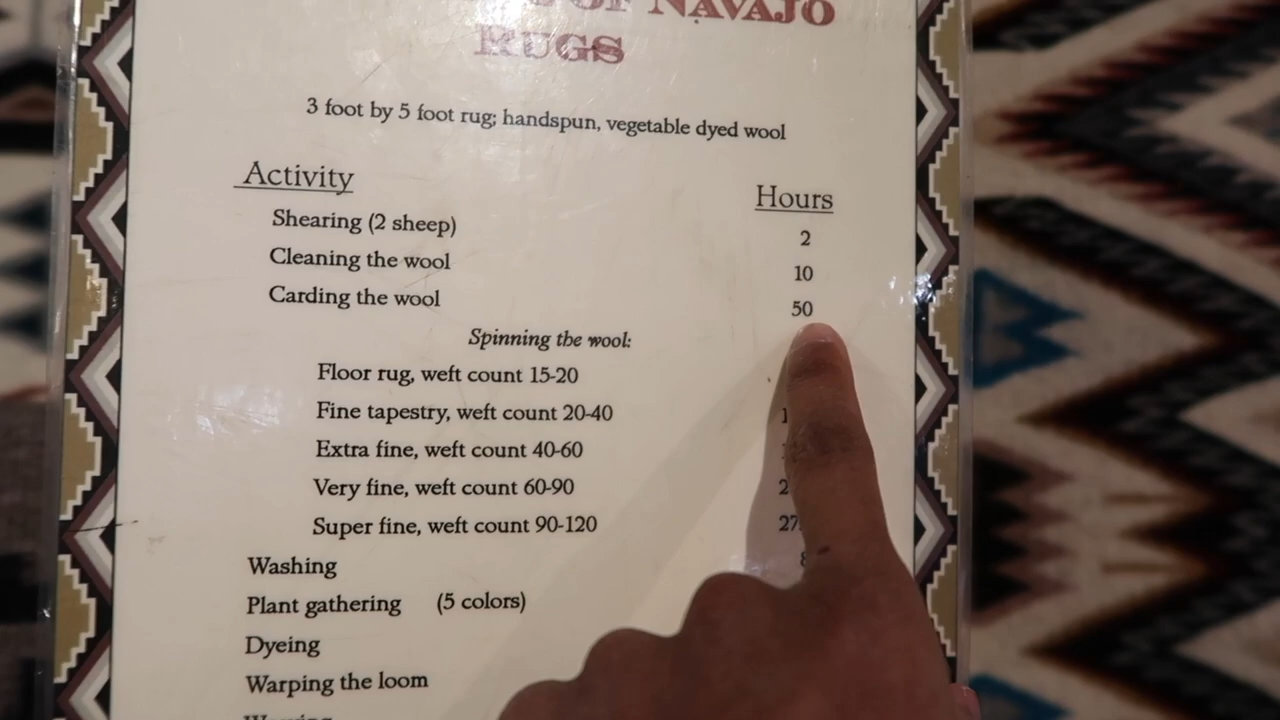 OF NAVAJO
RUGS
3 foot by 5 foot rug; handspun, vegetable dyed wool
Activity Hours
Shearing (2 sheep) 2
Cleaning the wool 10
Carding the wool 50
Spinning the wool:
Floor rug, weft count 15-20
Fine tapestry, weft count 20-40
Extra fine, weft count 40-60
Very fine, weft count 60-90
Super fine, weft count 90-120
Washing
Plant gathering (5 colors)
Dyeing
Warping the loom